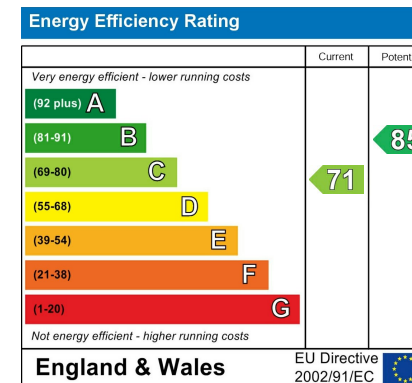 Energy Efficiency Rating
Current Potent
Very energy efficient - lower running costs
(92 plus) A
(81-91) B
85
(69-80) C
71
(55-68) D
(39-54) E
(21-38) F
(1-20) G
Not energy efficient - higher running costs
England & Wales
EU Directive
2002/91/EC